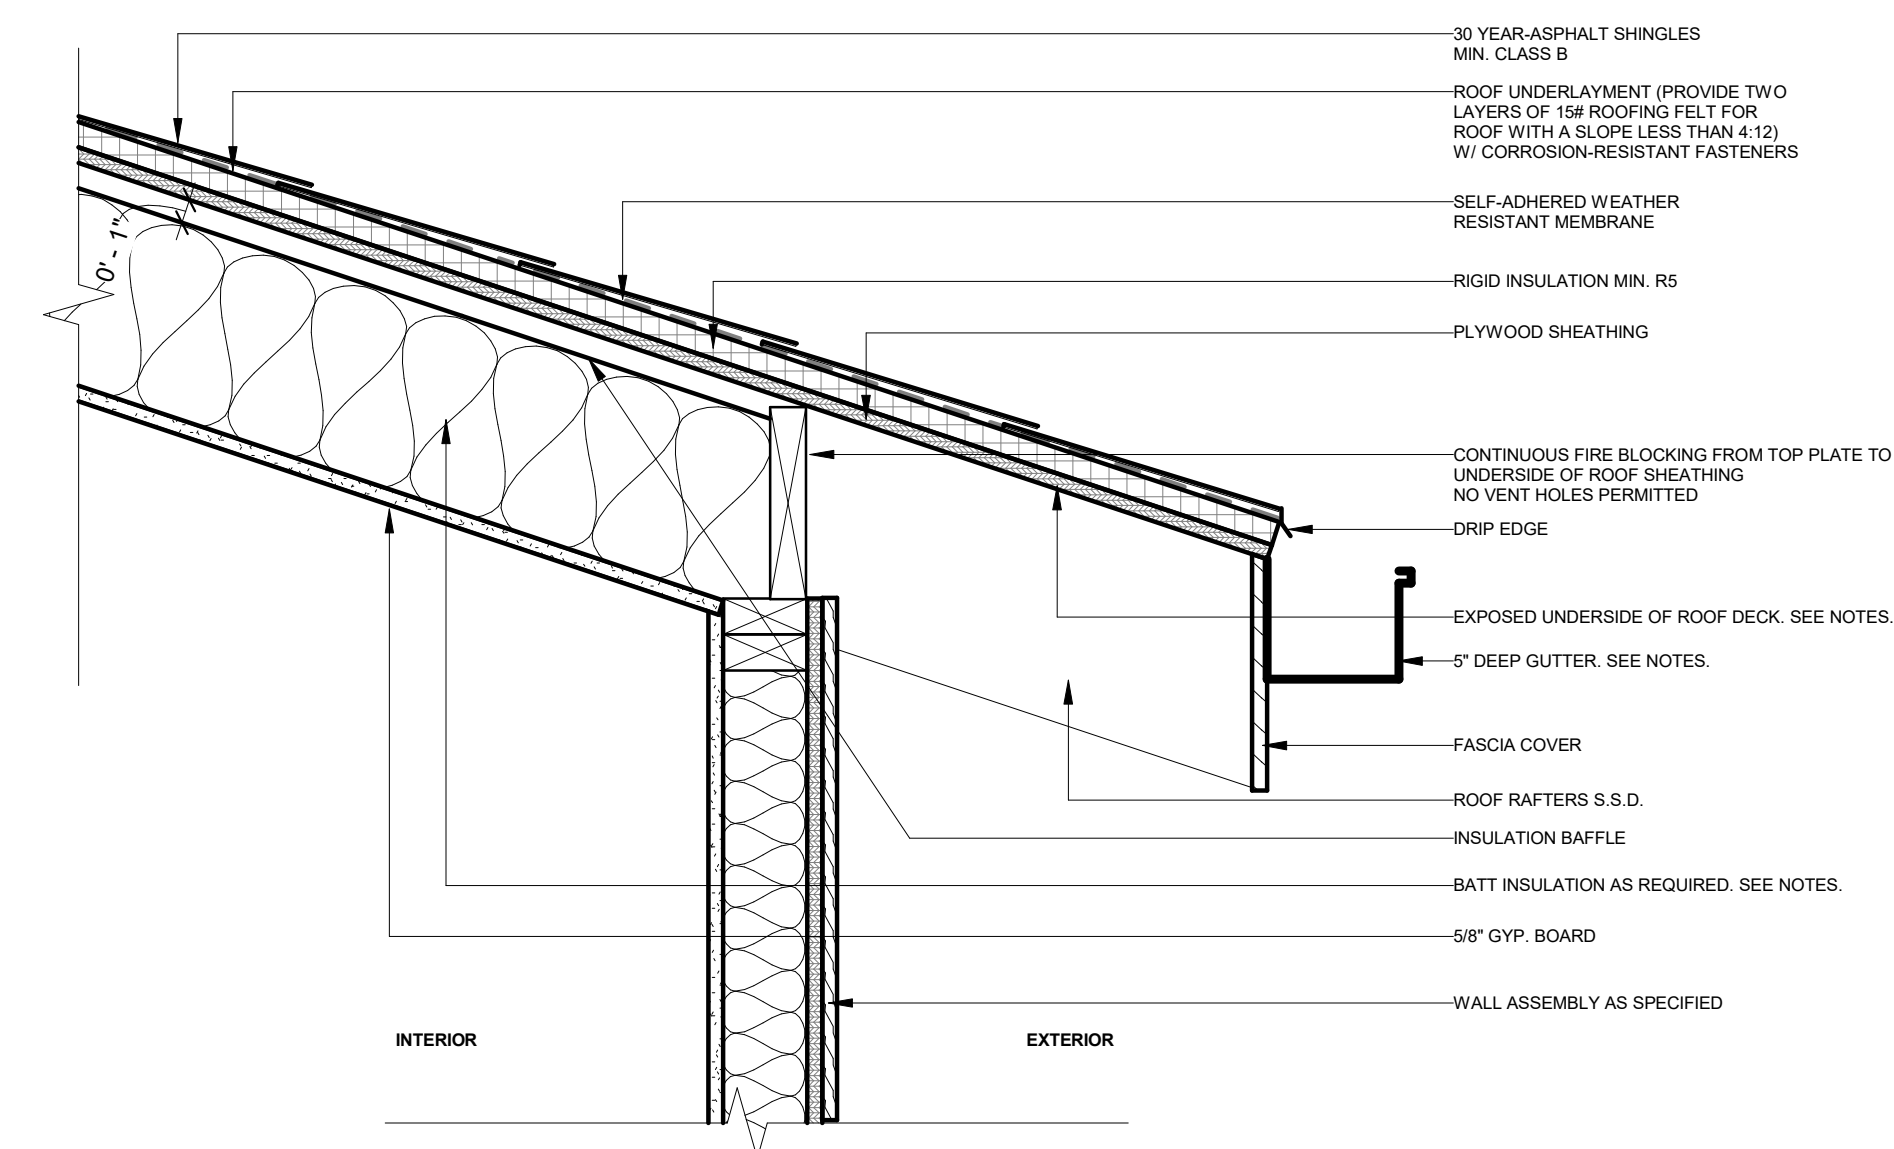 30 YEAR-ASPHALT SHINGLES
MIN. CLASS B
ROOF UNDERLAYMENT (PROVIDE TWO
LAYERS OF 15# ROOFING FELT FOR
ROOF WITH A SLOPE LESS THAN 4:12)
W/ CORROSION-RESISTANT FASTENERS
SELF-ADHERED WEATHER
RESISTANT MEMBRANE
0' - 1"
RIGID INSULATION MIN. R5
PLYWOOD SHEATHING
CONTINUOUS FIRE BLOCKING FROM TOP PLATE TO
UNDERSIDE OF ROOF SHEATHING
NO VENT HOLES PERMITTED
DRIP EDGE
EXPOSED UNDERSIDE OF ROOF DECK. SEE NOTES.
5" DEEP GUTTER. SEE NOTES.
FASCIA COVER
ROOF RAFTERS S.S.D.
INSULATION BAFFLE
BATT INSULATION AS REQUIRED. SEE NOTES.
5/8" GYP. BOARD
WALL ASSEMBLY AS SPECIFIED
INTERIOR
EXTERIOR